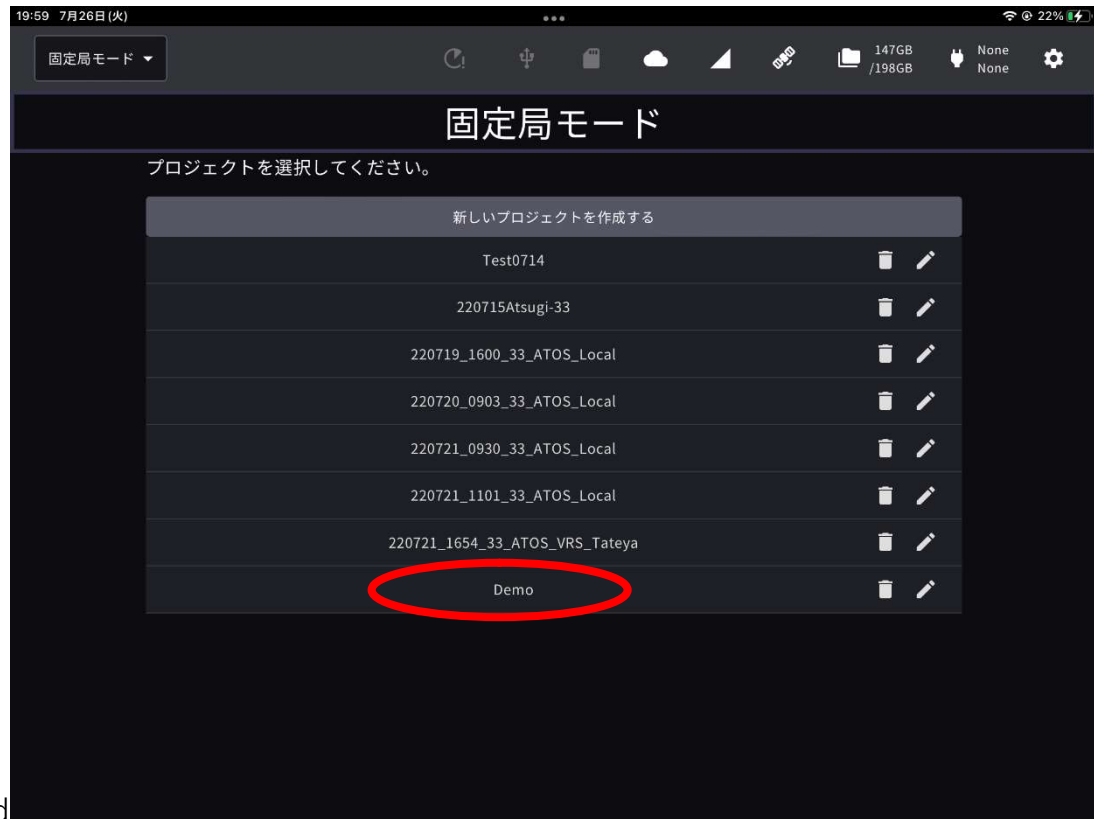 19:59 7月26日(火)
22%
固定局モード
147GB
/198GB
None
None
固定局モード
プロジェクトを選択してください。
新しいプロジェクトを作成する
Test0714
220715Atsugi-33
220719_1600_33_ATOS_Local
220720_0903_33_ATOS_Local
220721_0930_33_ATOS_Local
220721_1101_33_ATOS_Local
220721_1654_33_ATOS_VRS_Tateya
Demo